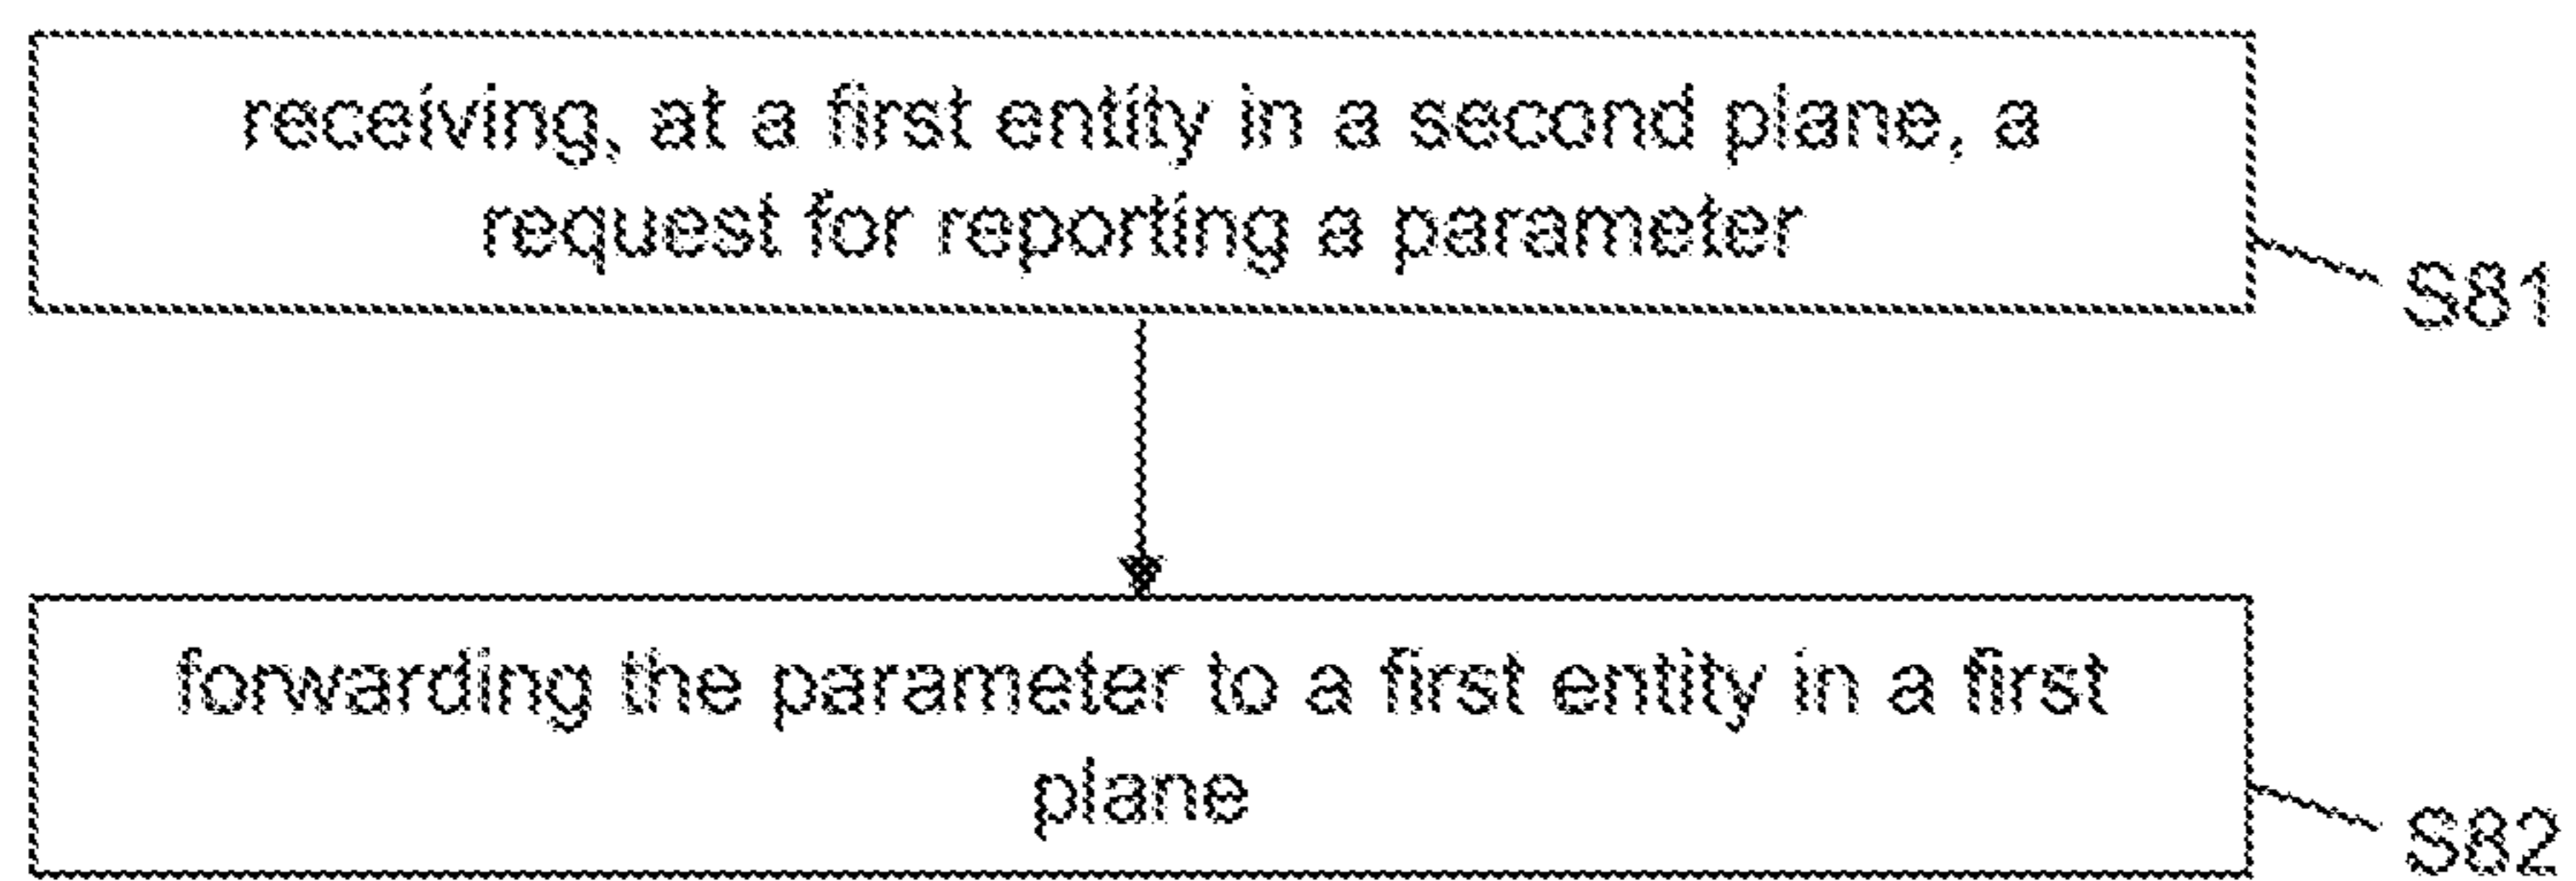 receiving, at a first entity in a second plane, a
request for reporting a parameter
S81
forwarding the parameter to a first entity in a first
plane
S82